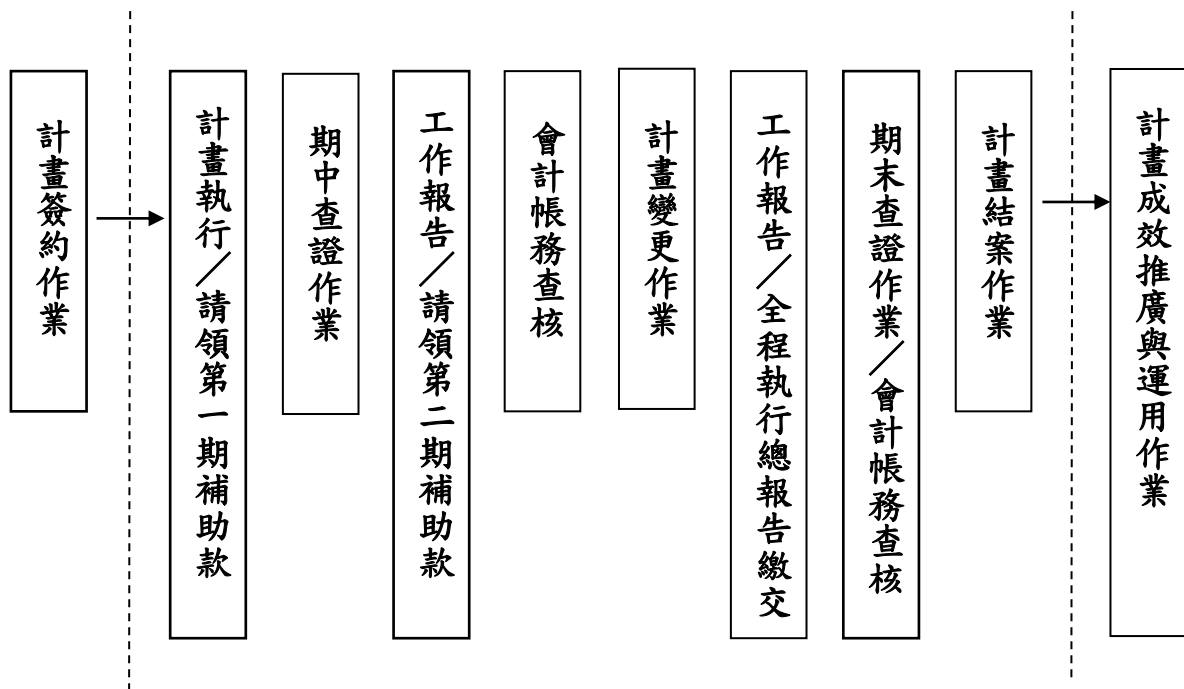 計畫簽約作業
計畫執行／請領第一期補助款
期中查證作業
工作報告／請領第二期補助款
會計帳務查核
計畫變更作業
工作報告／全程執行總報告繳交
期末查證作業／會計帳務查核
計畫結案作業
計畫成效推廣與運用作業